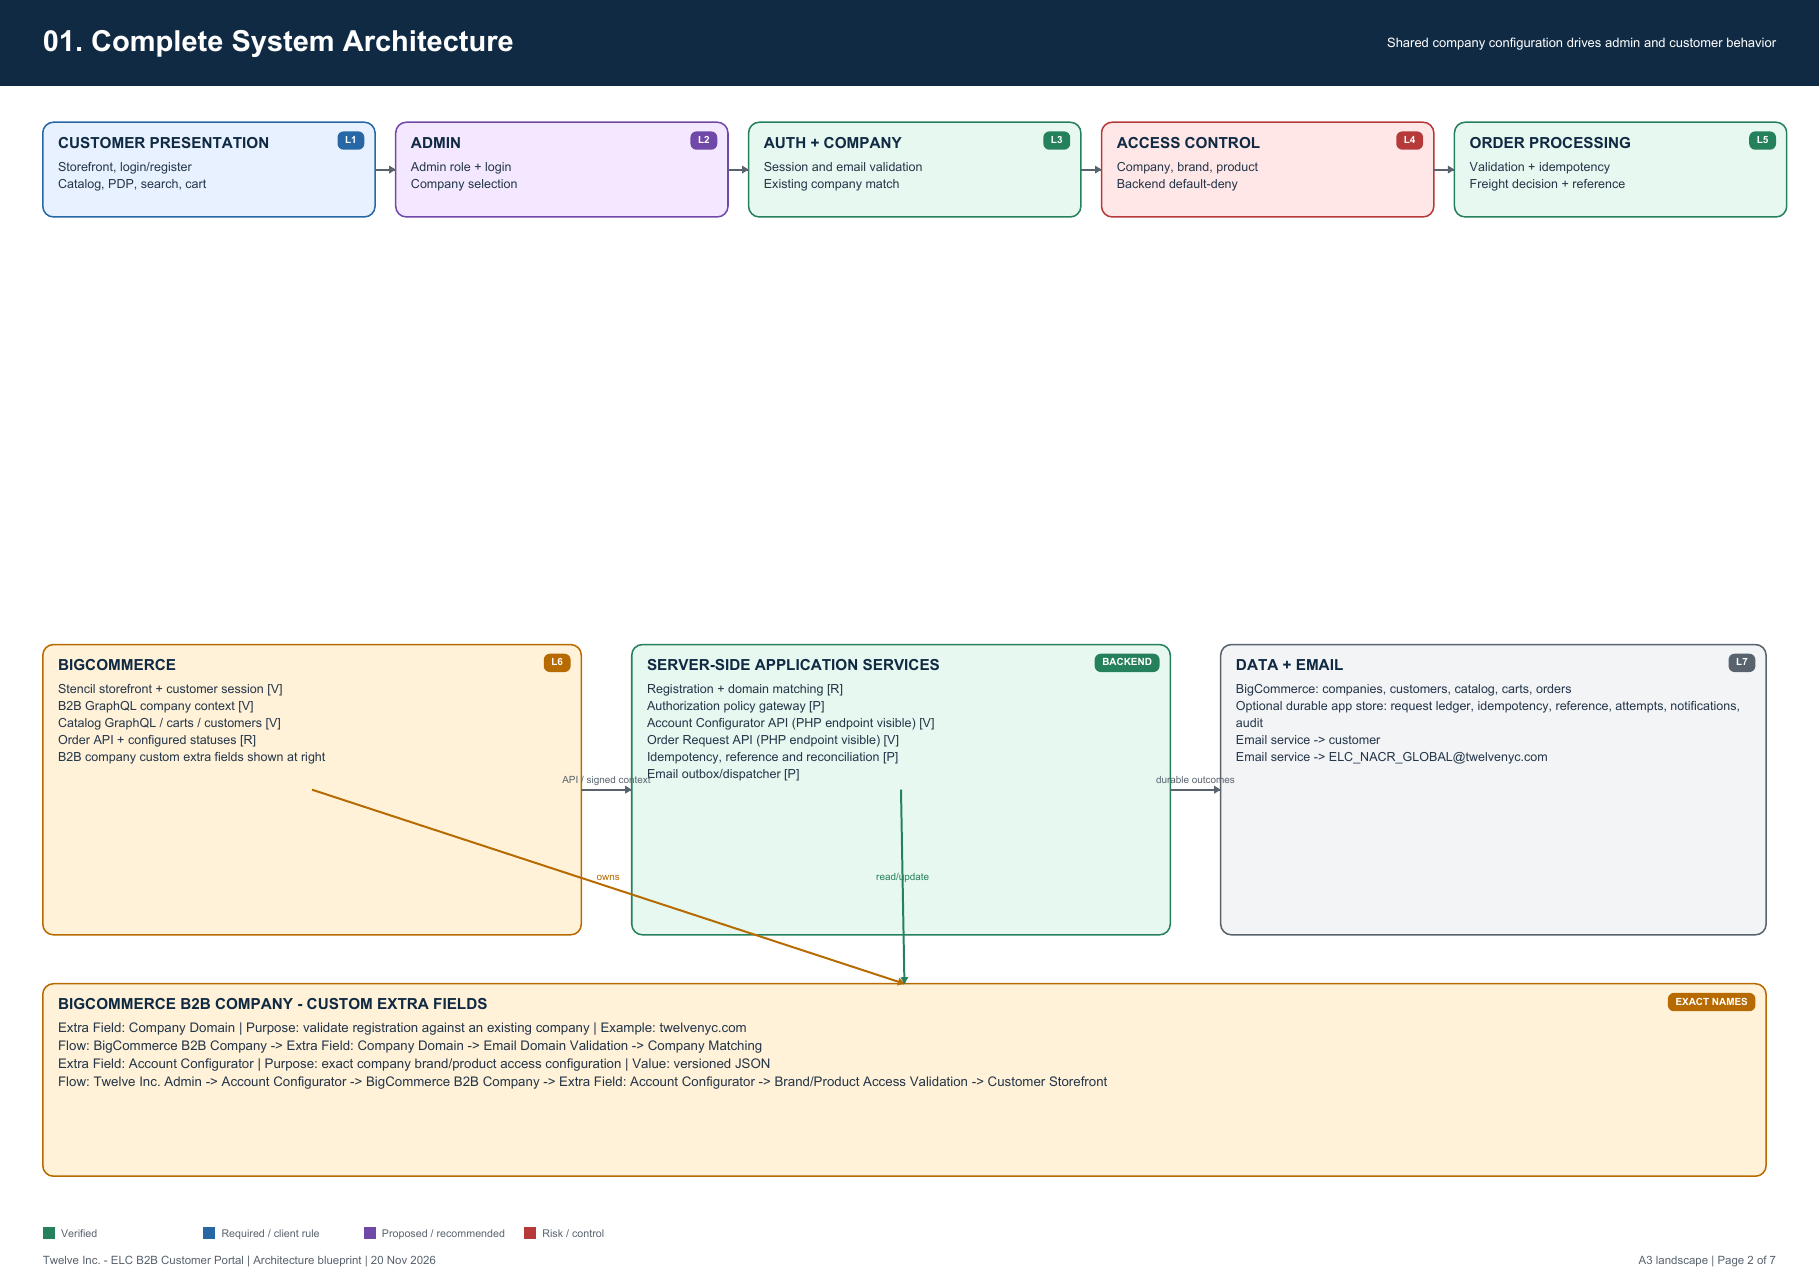 01. Complete System Architecture
Shared company configuration drives admin and customer behavior
CUSTOMER PRESENTATION
L1
Storefront, login/register
Catalog, PDP, search, cart
ADMIN
L2
Admin role + login
Company selection
AUTH + COMPANY
L3
Session and email validation
Existing company match
ACCESS CONTROL
L4
Company, brand, product
Backend default-deny
ORDER PROCESSING
L5
Validation + idempotency
Freight decision + reference
BIGCOMMERCE
L6
Stencil storefront + customer session [V]
B2B GraphQL company context [V]
Catalog GraphQL / carts / customers [V]
Order API + configured statuses [R]
B2B company custom extra fields shown at right
API / signed context
owns
SERVER-SIDE APPLICATION SERVICES
BACKEND
Registration + domain matching [R]
Authorization policy gateway [P]
Account Configurator API (PHP endpoint visible) [V]
Order Request API (PHP endpoint visible) [V]
Idempotency, reference and reconciliation [P]
Email outbox/dispatcher [P]
read/update
durable outcomes
DATA + EMAIL
L7
BigCommerce: companies, customers, catalog, carts, orders
Optional durable app store: request ledger, idempotency, reference, attempts, notifications,
audit
Email service -> customer
Email service -> ELC_NACR_GLOBAL@twelvenyc.com
BIGCOMMERCE B2B COMPANY - CUSTOM EXTRA FIELDS
EXACT NAMES
Extra Field: Company Domain | Purpose: validate registration against an existing company | Example: twelvenyc.com
Flow: BigCommerce B2B Company -> Extra Field: Company Domain -> Email Domain Validation -> Company Matching
Extra Field: Account Configurator | Purpose: exact company brand/product access configuration | Value: versioned JSON
Flow: Twelve Inc. Admin -> Account Configurator -> BigCommerce B2B Company -> Extra Field: Account Configurator -> Brand/Product Access Validation -> Customer Storefront
Verified
Required / client rule
Proposed / recommended
Risk / control
Twelve Inc. - ELC B2B Customer Portal | Architecture blueprint | 20 Nov 2026
A3 landscape | Page 2 of 7